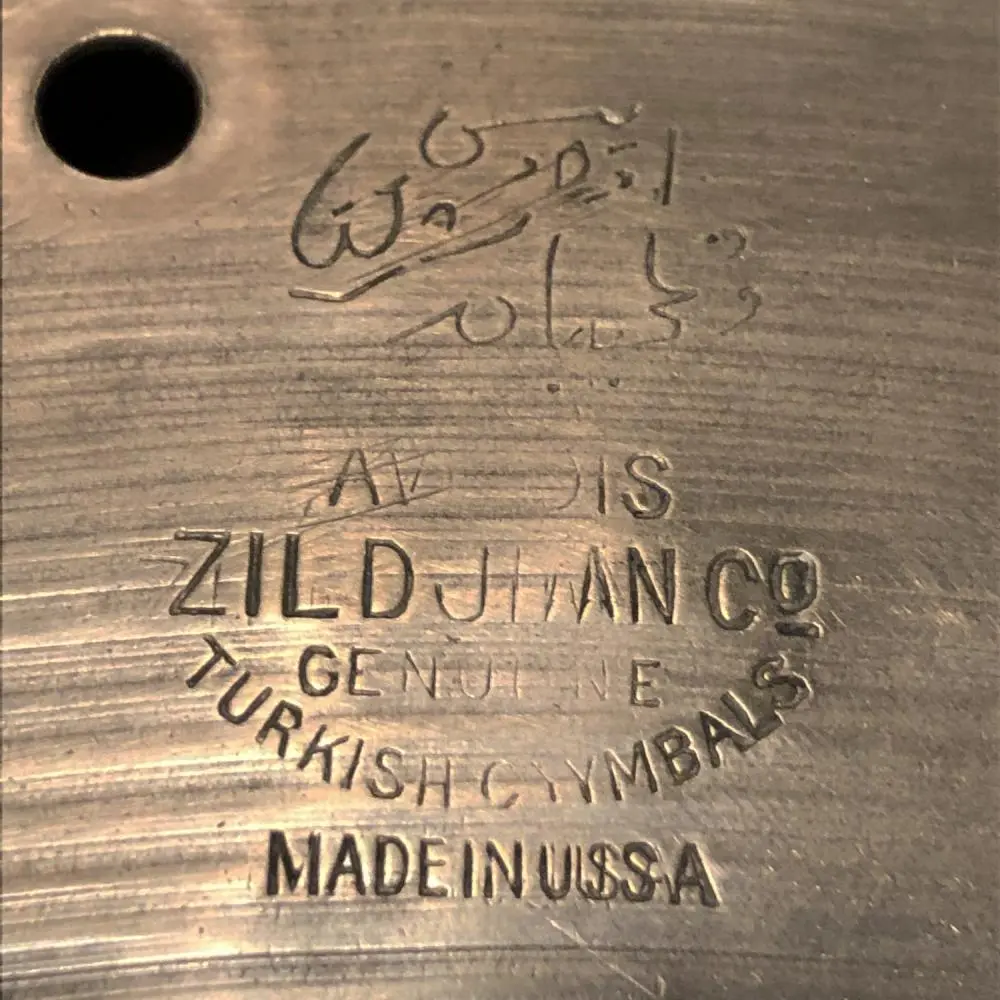 AVEDIS
ZILDJIAN Co
GENUINE
TURKISH CYMBALS
MADE IN U.S.A